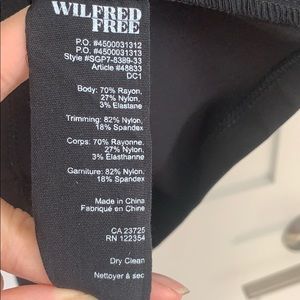 WILFRED
FREE
P.O. #4500031312
P.O. #4500031313
Style #SGP7-8389-33
Article #48833
DC1
Body: 70% Rayon,
27% Nylon,
3% Elastane
Trimming: 82% Nylon,
18% Spandex
Corps: 70% Rayonne,
27% Nylon,
3% Elasthanne
Garniture: 82% Nylon,
18% Spandex
Made in China
Fabriqué en China
CA 23725
RN 122354
Dry Clean
Nettoyer à sec